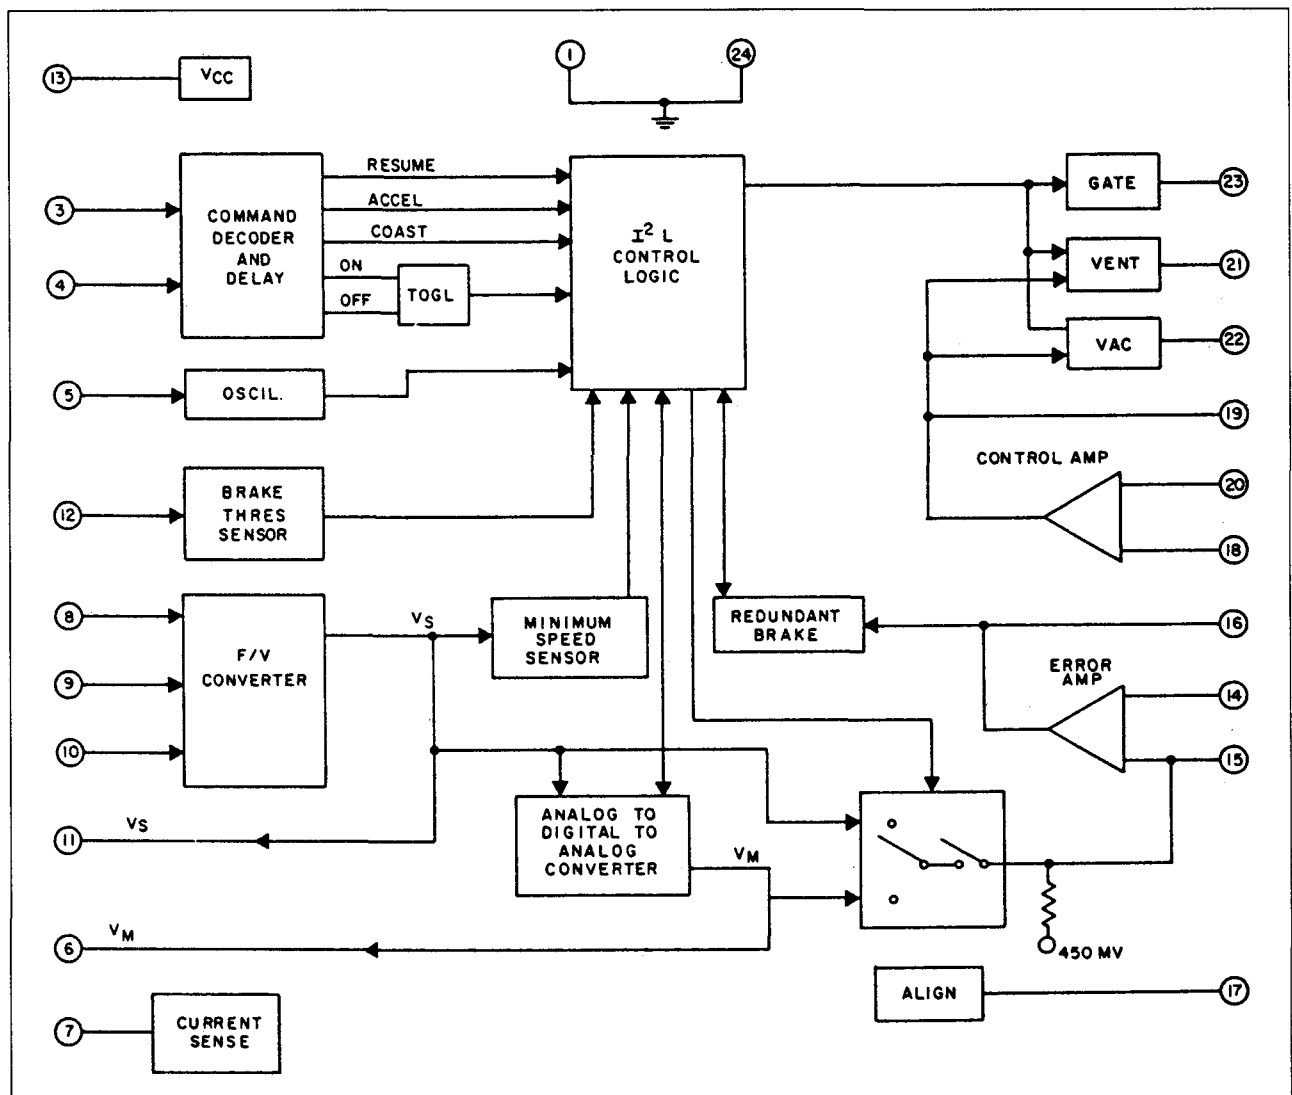 1
24
13
VCC
RESUME
ACCEL
COAST
ON
OFF
3
4
COMMAND
DECODER
AND
DELAY
TOGL
I² L
CONTROL
LOGIC
GATE
23
VENT
21
VAC
22
5
OSCIL.
19
CONTROL AMP
20
18
12
BRAKE
THRES
SENSOR
8
9
10
F/V
CONVERTER
VS
MINIMUM
SPEED
SENSOR
REDUNDANT
BRAKE
16
ERROR
AMP
14
15
11
VS
ANALOG TO
DIGITAL TO
ANALOG
CONVERTER
VM
6
VM
450 MV
ALIGN
17
7
CURRENT
SENSE